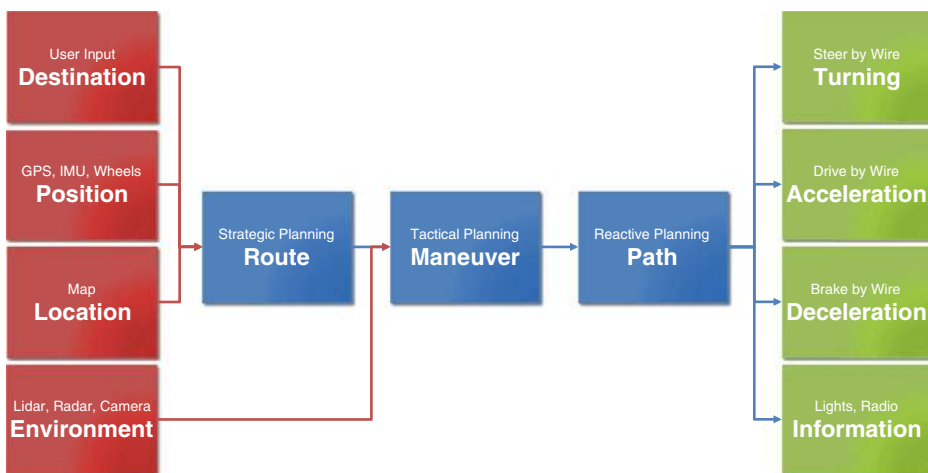 User Input
Destination
GPS, IMU, Wheels
Position
Map
Location
Lidar, Radar, Camera
Environment
Strategic Planning
Route
Tactical Planning
Maneuver
Reactive Planning
Path
Steer by Wire
Turning
Drive by Wire
Acceleration
Brake by Wire
Deceleration
Lights, Radio
Information